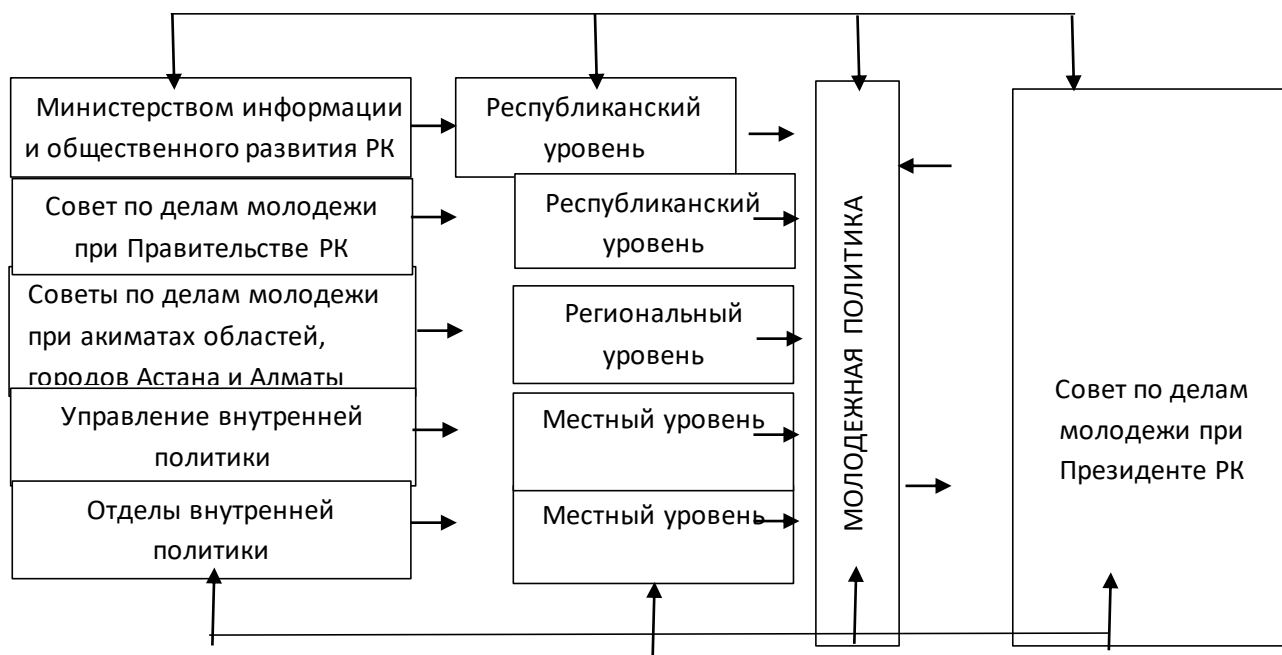 Министерством информации
и общественного развития РК
Республиканский
уровень
Совет по делам молодежи
при Правительстве РК
Республиканский
уровень
Советы по делам молодежи
при акиматах областей,
городов Астана и Алматы
Региональный
уровень
Управление внутренней
политики
Местный уровень
Отделы внутренней
политики
Местный уровень
МОЛОДЕЖНАЯ ПОЛИТИКА
Совет по делам
молодежи при
Президенте РК